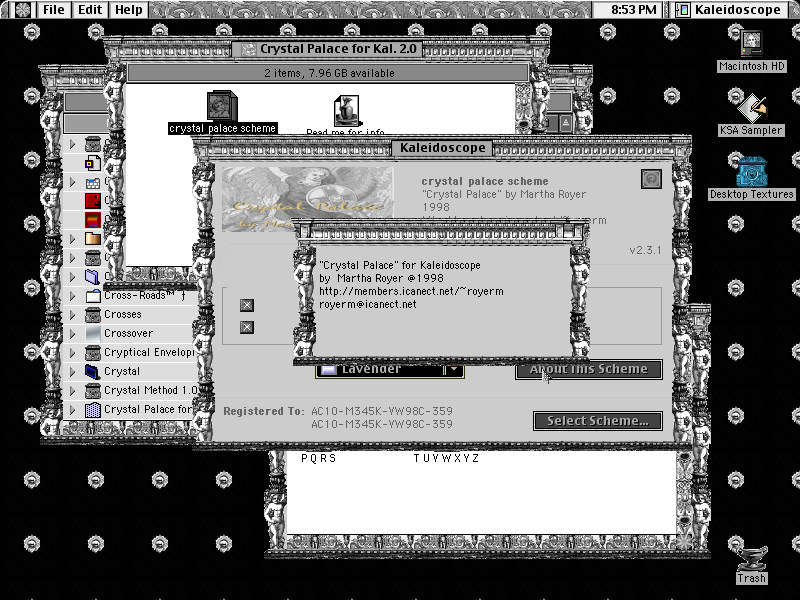 File Edit Help
8:53 PM
Kaleidoscope
Crystal Palace for Kal. 2.0
2 items, 7.96 GB available
crystal palace scheme
Read me for info
Macintosh HD
KSA Sampler
Desktop Textures
Kaleidoscope
Crystal Palace
crystal palace scheme
"Crystal Palace" by Martha Royer
1998
v2.3.1
"Crystal Palace" for Kaleidoscope
by Martha Royer @1998
http://members.icanect.net/~royerm
royerm@icanect.net
Cross-Roads™ }
Crosses
Crossover
Cryptical Envelopi
Crystal
Crystal Method 1.0
Crystal Palace for
Lavender
About This Scheme
Registered To: AC10-M345K-YW98C-359
AC10-M345K-YW98C-359
Select Scheme...
PQRS TUVWXYZ
Trash